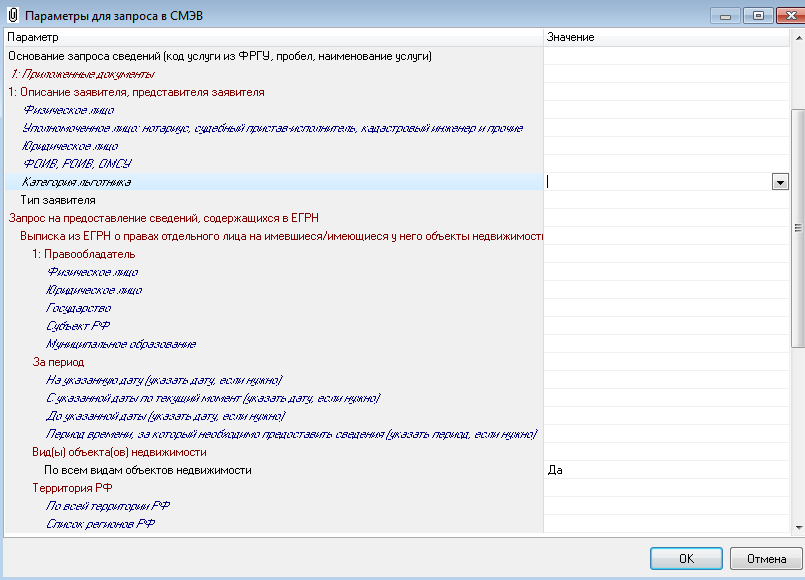 Параметры для запроса в СМЭВ
Параметр Значение
Основание запроса сведений (код услуги из ФРГУ, пробел, наименование услуги)
1: Приложенные документы
1: Описание заявителя, представителя заявителя
Физическое лицо
Уполномоченное лицо: нотариус, судебный пристав-исполнитель, кадастровый инженер и прочие
Юридическое лицо
ФОИВ, РОИВ, ОМСУ
Категория льготника
Тип заявителя
Запрос на предоставление сведений, содержащихся в ЕГРН
Выписка из ЕГРН о правах отдельного лица на имевшиеся/имеющиеся у него объекты недвижимост
1: Правообладатель
Физическое лицо
Юридическое лицо
Государство
Субъект РФ
Муниципальное образование
За период
На указанную дату (указать дату, если нужно)
С указанной даты по текущий момент (указать дату, если нужно)
До указанной даты (указать дату, если нужно)
Период времени, за который необходимо предоставить сведения (указать период, если нужно)
Вид(ы) объекта(ов) недвижимости
По всем видам объектов недвижимости Да
Территория РФ
По всей территории РФ
Список регионов РФ
OK Отмена